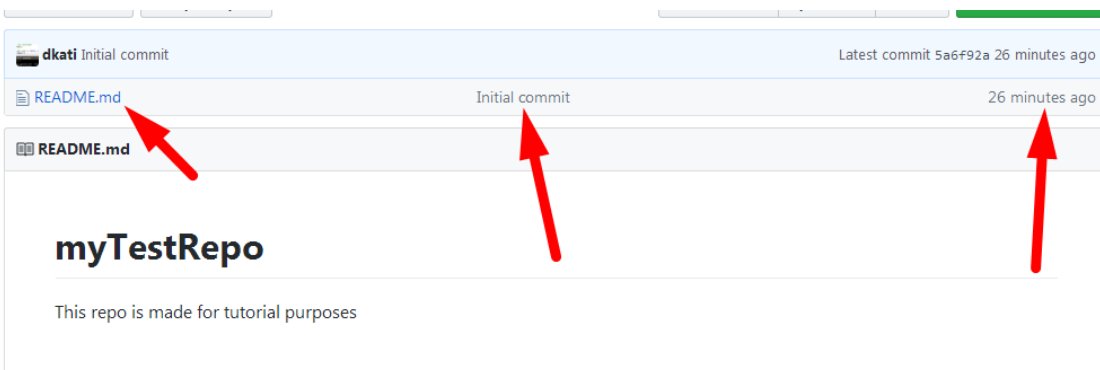 dkati Initial commit Latest commit 5a6f92a 26 minutes ago
README.md Initial commit 26 minutes ago
README.md
myTestRepo
This repo is made for tutorial purposes